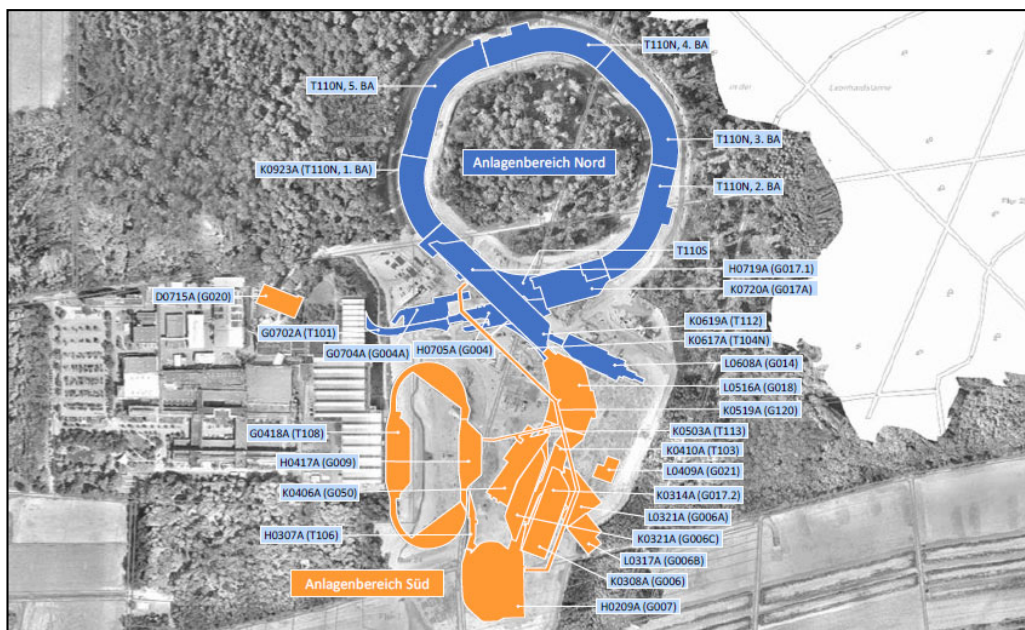 T110N, 4. BA
T110N, 5. BA
in der
Leonhardstanne
T110N, 3. BA
Anlagenbereich Nord
K0923A (T110N, 1. BA)
T110N, 2. BA
T110S
H0719A (G017.1)
K0720A (G017A)
D0715A (G020)
G0702A (T101)
G0704A (G004A)
H0705A (G004)
K0619A (T112)
K0617A (T104N)
L0608A (G014)
L0516A (G018)
K0519A (G120)
K0503A (T113)
G0418A (T108)
K0410A (T103)
H0417A (G009)
L0409A (G021)
K0406A (G050)
K0314A (G017.2)
L0321A (G006A)
H0307A (T106)
K0321A (G006C)
L0317A (G006B)
Anlagenbereich Süd
K0308A (G006)
H0209A (G007)